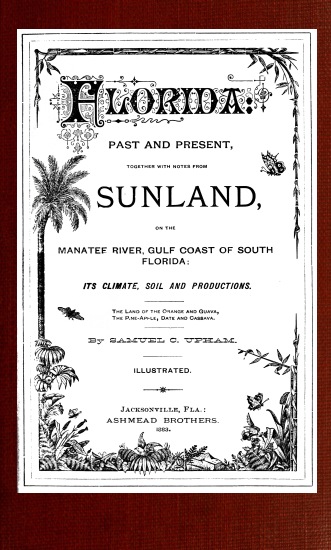 FLORIDA:
PAST AND PRESENT,
TOGETHER WITH NOTES FROM
SUNLAND,
ON THE
MANATEE RIVER, GULF COAST OF SOUTH
FLORIDA:
ITS CLIMATE, SOIL AND PRODUCTIONS.
THE LAND OF THE ORANGE AND GUAVA,
THE PINE-APPLE, DATE AND CASSAVA.
By SAMUEL C. UPHAM.
ILLUSTRATED.
JACKSONVILLE, FLA.:
ASHMEAD BROTHERS.
1883.